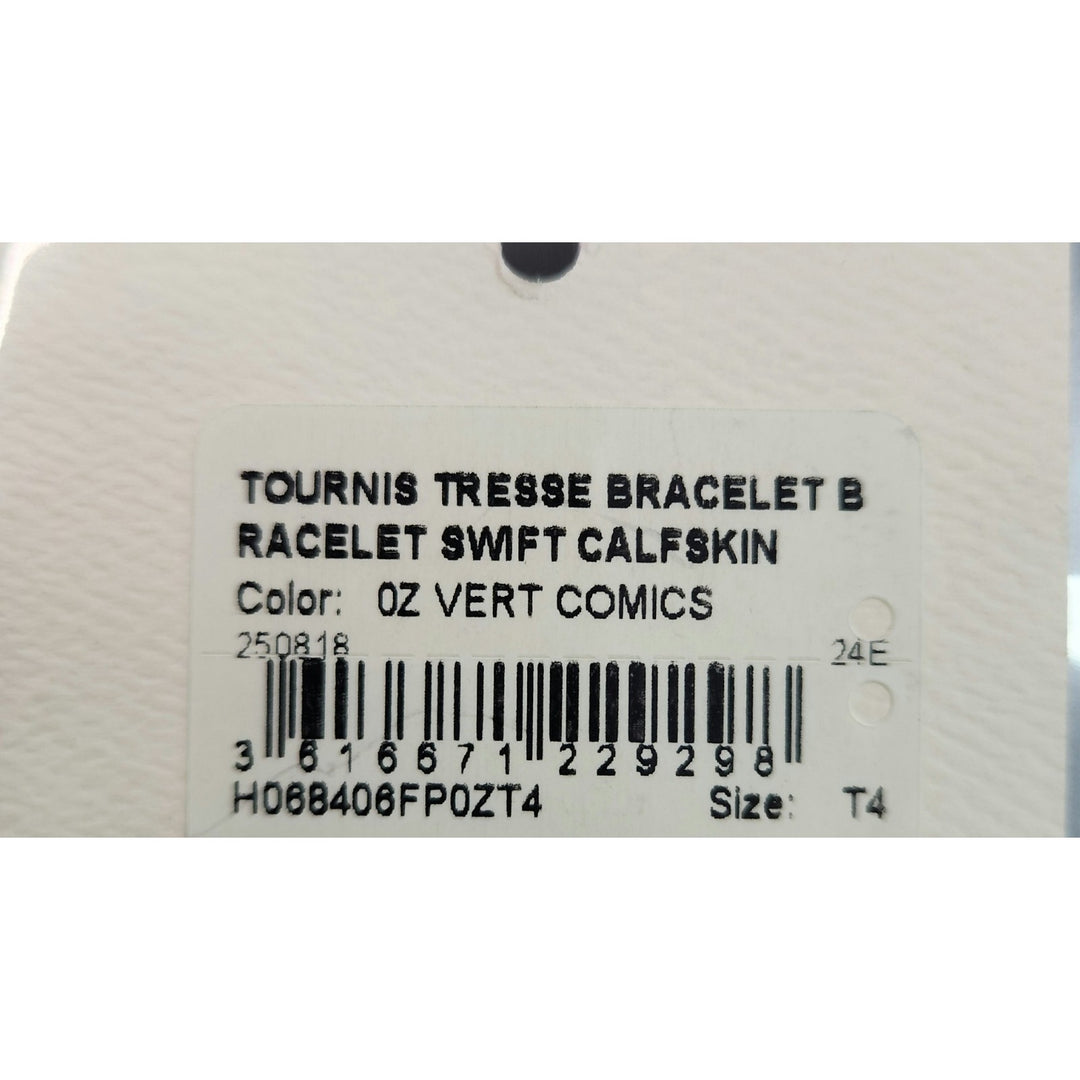 TOURNIS TRESSE BRACELET B
RACELET SWIFT CALFSKIN
Color: 0Z VERT COMICS
250818 24E
3 616671 229298
H068406FP0ZT4 Size: T4